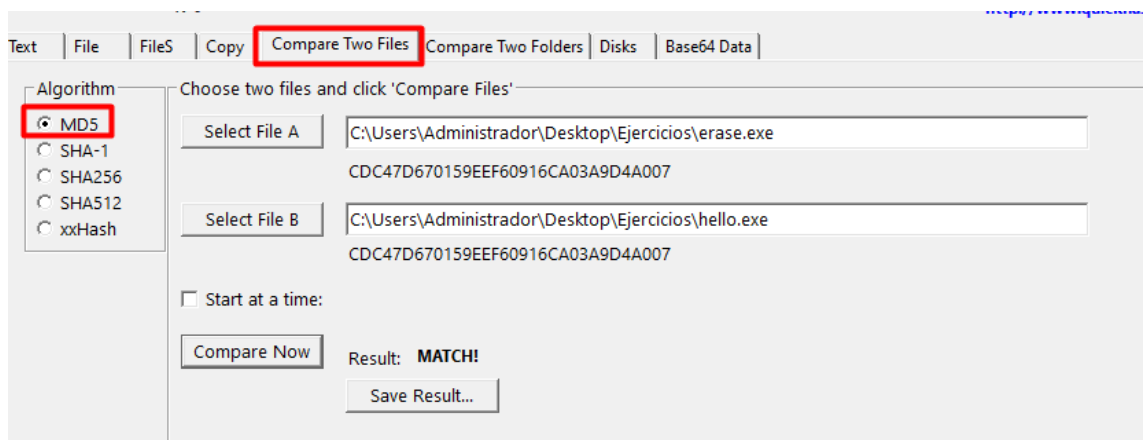 Text File FileS Copy Compare Two Files Compare Two Folders Disks Base64 Data
Algorithm
MD5
SHA-1
SHA256
SHA512
xxHash
Choose two files and click 'Compare Files'
Select File A C:\Users\Administrador\Desktop\Ejercicios\erase.exe
CDC47D670159EEF60916CA03A9D4A007
Select File B C:\Users\Administrador\Desktop\Ejercicios\hello.exe
CDC47D670159EEF60916CA03A9D4A007
Start at a time:
Compare Now Result: MATCH!
Save Result...